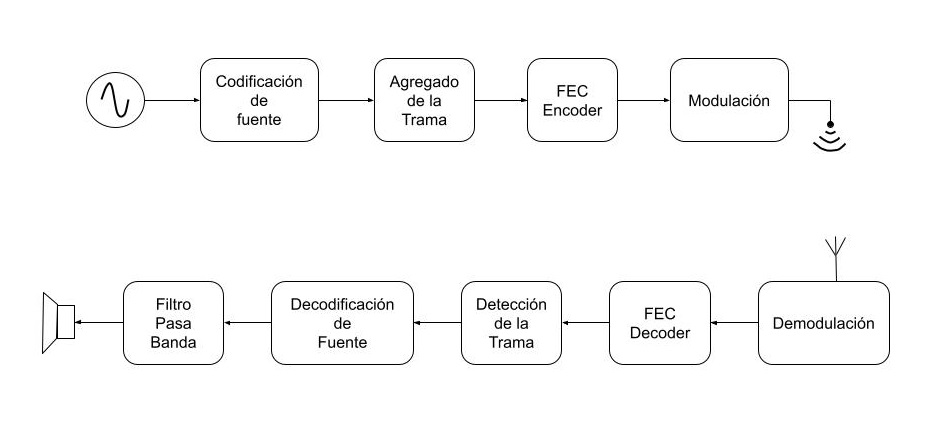 Codificación
de
fuente
Agregado
de la
Trama
FEC
Encoder
Modulación
Filtro
Pasa
Banda
Decodificación
de
Fuente
Detección
de la
Trama
FEC
Decoder
Demodulación